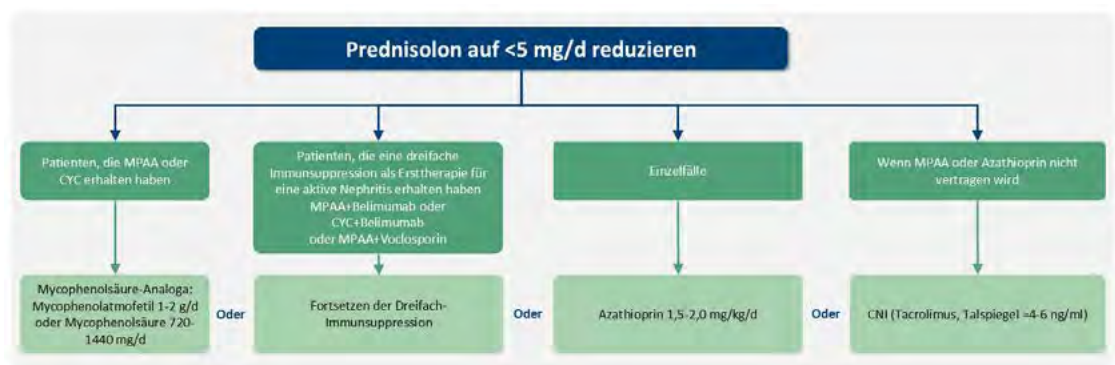 Prednisolon auf <5 mg/d reduzieren
Patienten, die MPAA oder
CYC erhalten haben
Patienten, die eine dreifache
Immunsuppression als Ersttherapie für
eine aktive Nephritis erhalten haben
MPAA+Belimumab oder
CYC+Belimumab
oder MPAA+Voclosporin
Einzelfälle
Wenn MPAA oder Azathioprin nicht
vertragen wird
Mycophenolsäure-Analoga:
Mycophenolatmofetil 1-2 g/d
oder Mycophenolsäure 720-
1440 mg/d
Oder
Fortsetzen der Dreifach-
Immunsuppression
Oder
Azathioprin 1,5-2,0 mg/kg/d
Oder
CNI (Tacrolimus, Talspiegel =4-6 ng/ml)